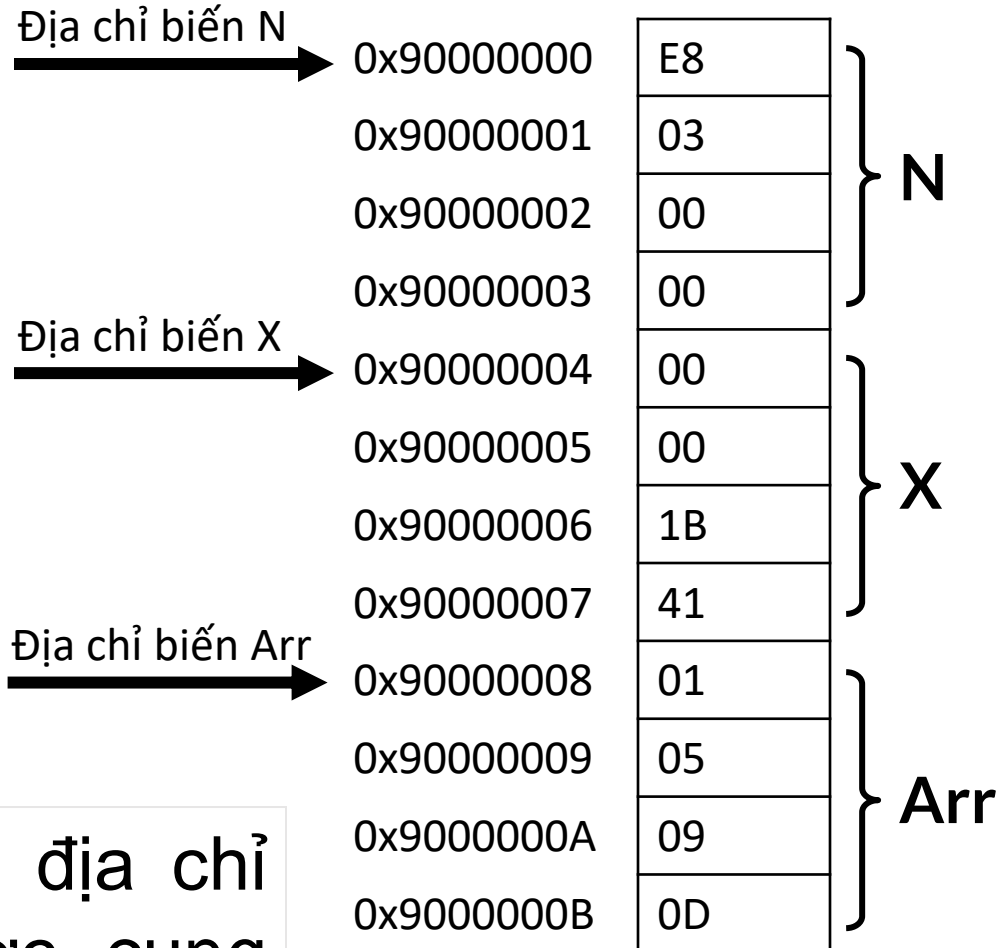 Địa chỉ biến N
0x90000000 E8
0x90000001 03
N
0x90000002 00
0x90000003 00
Địa chỉ biến X
0x90000004 00
0x90000005 00
X
0x90000006 1B
0x90000007 41
Địa chỉ biến Arr
0x90000008 01
0x90000009 05
Arr
0x9000000A 09
0x9000000B 0D
địa chỉ
cung